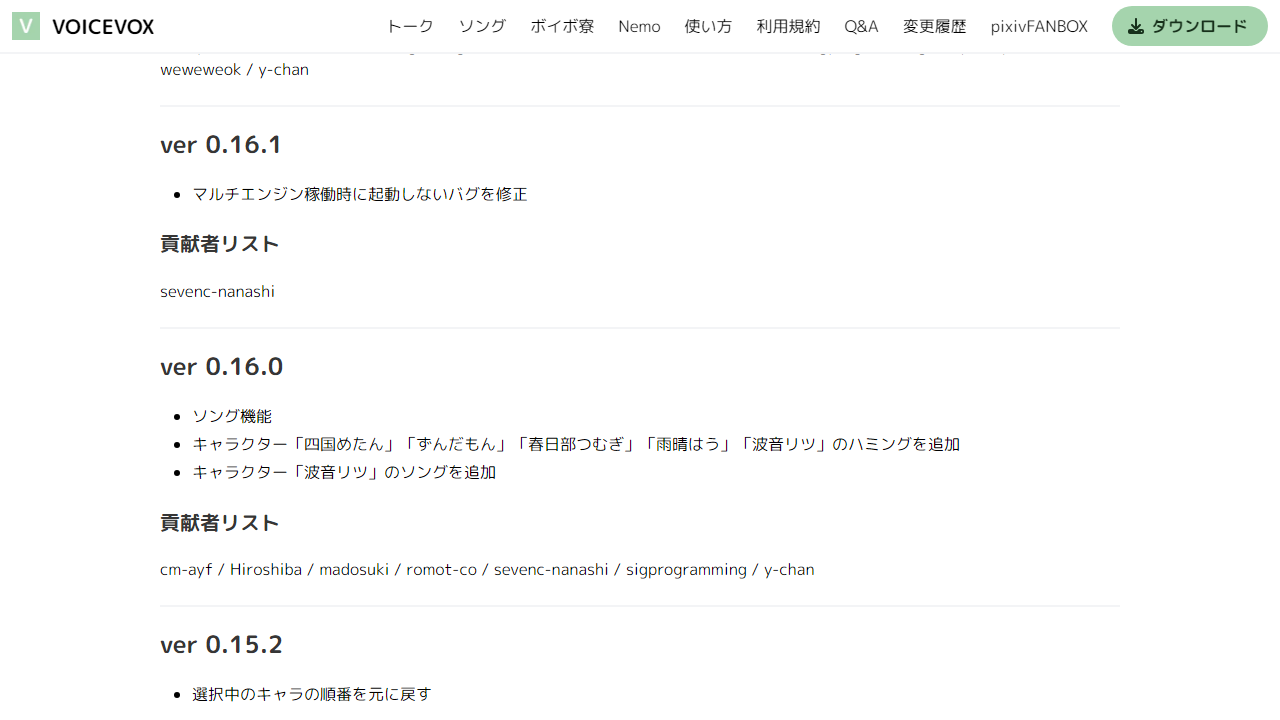 VOICEVOX
トーク
ソング
ボイボ寮
Nemo
使い方
利用規約
Q&A
変更履歴
pixivFANBOX
ダウンロード
weweweok / y-chan
ver 0.16.1
マルチエンジン稼働時に起動しないバグを修正
貢献者リスト
sevenc-nanashi
ver 0.16.0
ソング機能
キャラクター「四国めたん」「ずんだもん」「春日部つむぎ」「雨晴はう」「波音リツ」のハミングを追加
キャラクター「波音リツ」のソングを追加
貢献者リスト
cm-ayf / Hiroshiba / madosuki / romot-co / sevenc-nanashi / sigprogramming / y-chan
ver 0.15.2
選択中のキャラの順番を元に戻す